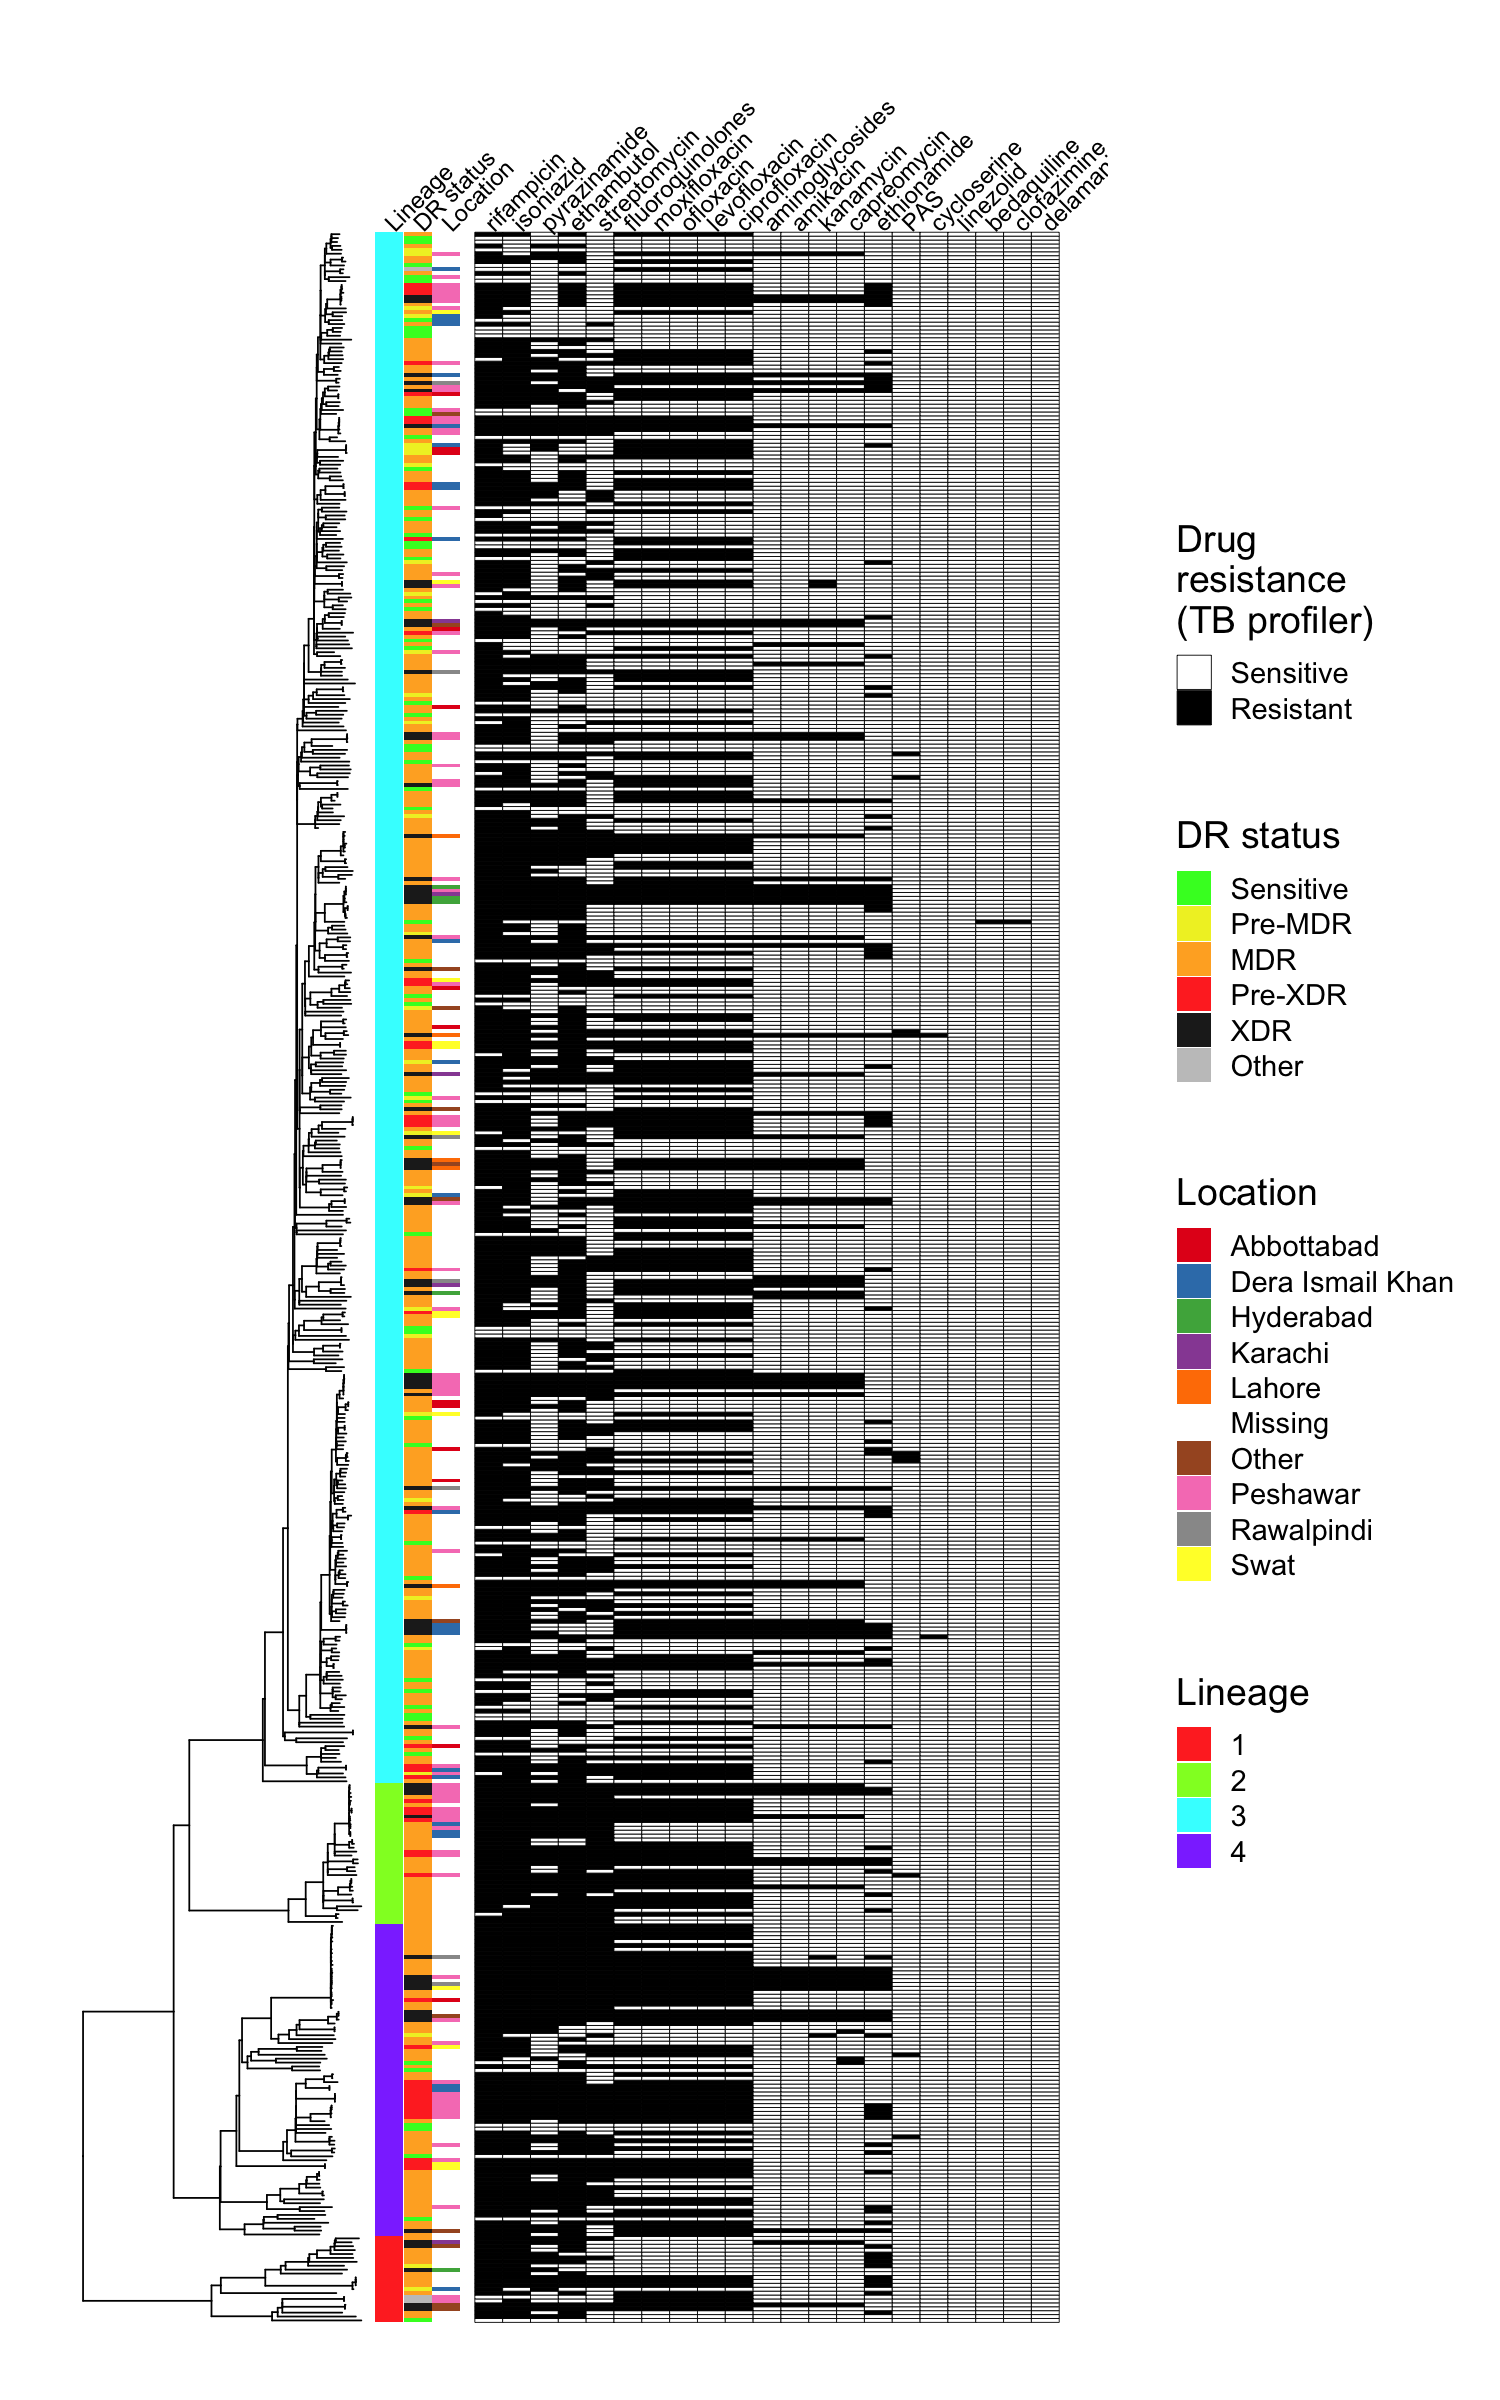 Lineage
DR status
Location
rifampicin
isoniazid
pyrazinamide
ethambutol
streptomycin
fluoroquinolones
moxifloxacin
ofloxacin
levofloxacin
ciprofloxacin
aminoglycosides
amikacin
kanamycin
capreomycin
ethionamide
PAS
cycloserine
linezolid
bedaquiline
clofazimine
delaman
Drug
resistance
(TB profiler)
Sensitive
Resistant
DR status
Sensitive
Pre-MDR
MDR
Pre-XDR
XDR
Other
Location
Abbottabad
Dera Ismail Khan
Hyderabad
Karachi
Lahore
Missing
Other
Peshawar
Rawalpindi
Swat
Lineage
1
2
3
4